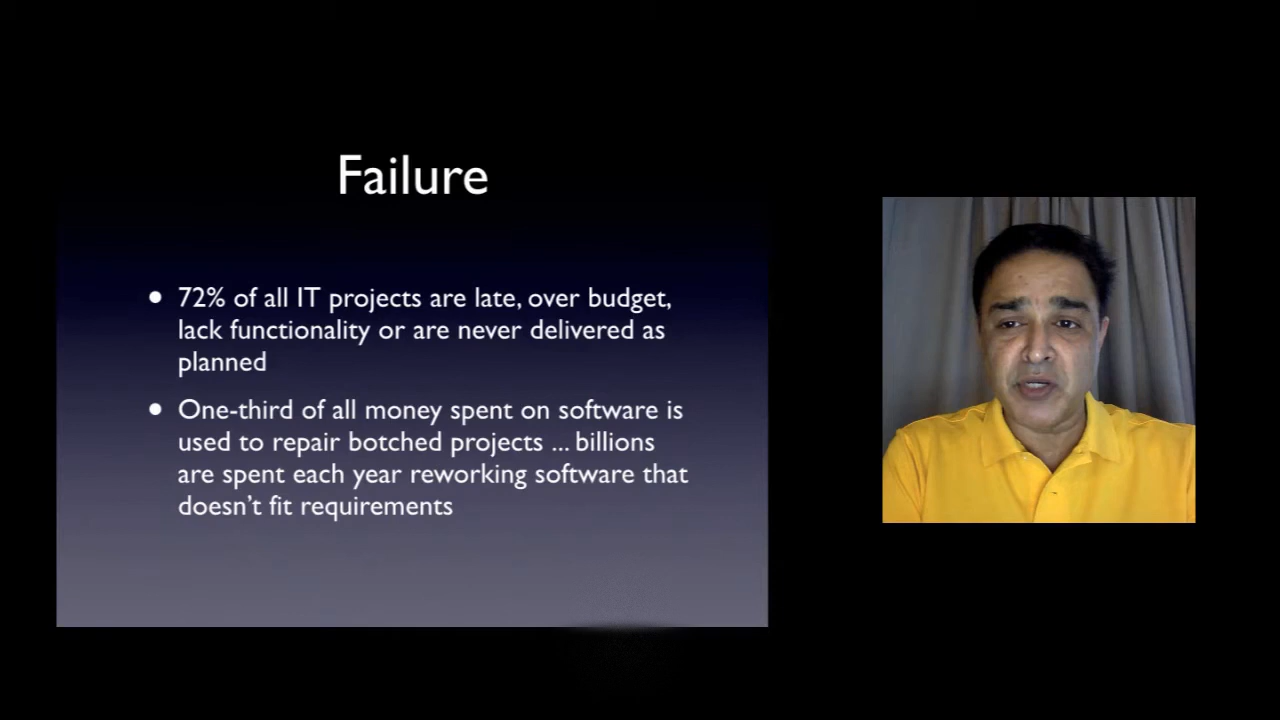 Failure
• 72% of all IT projects are late, over budget,
lack functionality or are never delivered as
planned
• One-third of all money spent on software is
used to repair botched projects ... billions
are spent each year reworking software that
doesn’t fit requirements